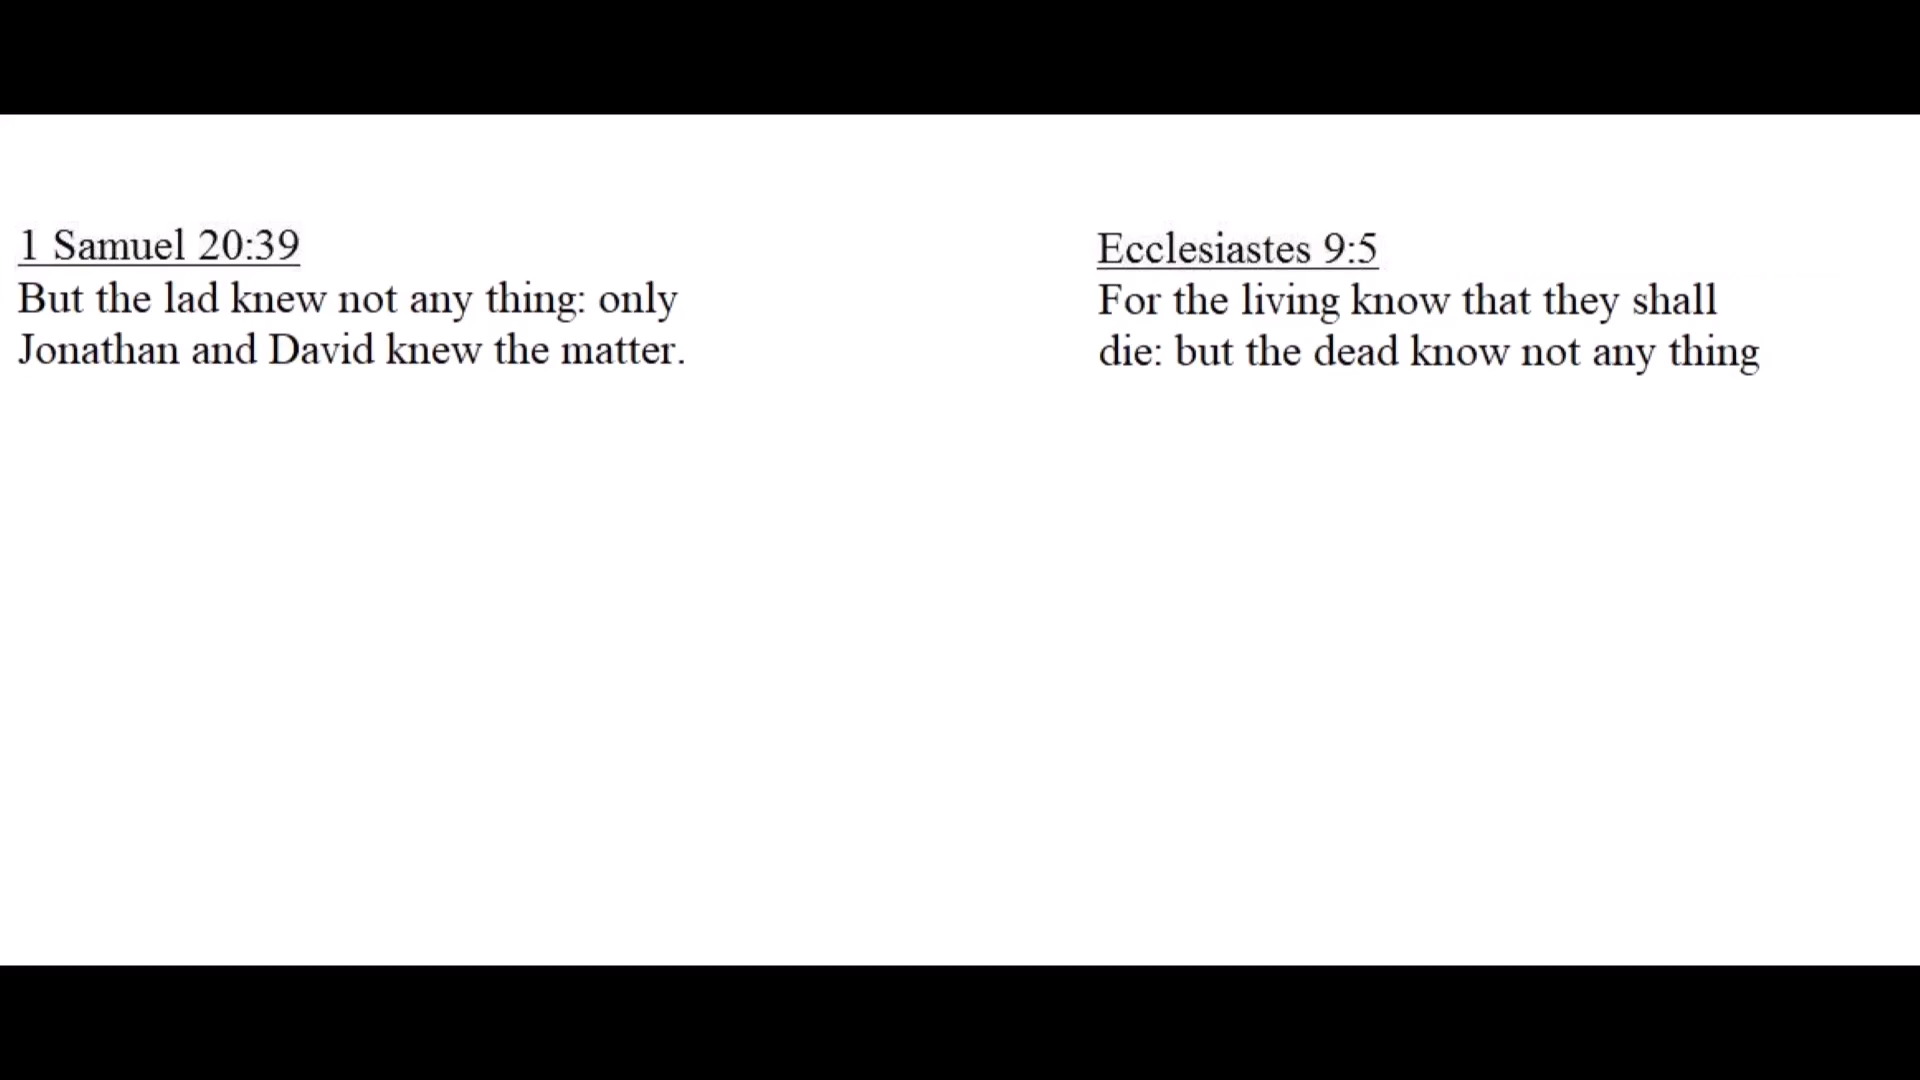 1 Samuel 20:39
But the lad knew not any thing: only
Jonathan and David knew the matter.
Ecclesiastes 9:5
For the living know that they shall
die: but the dead know not any thing